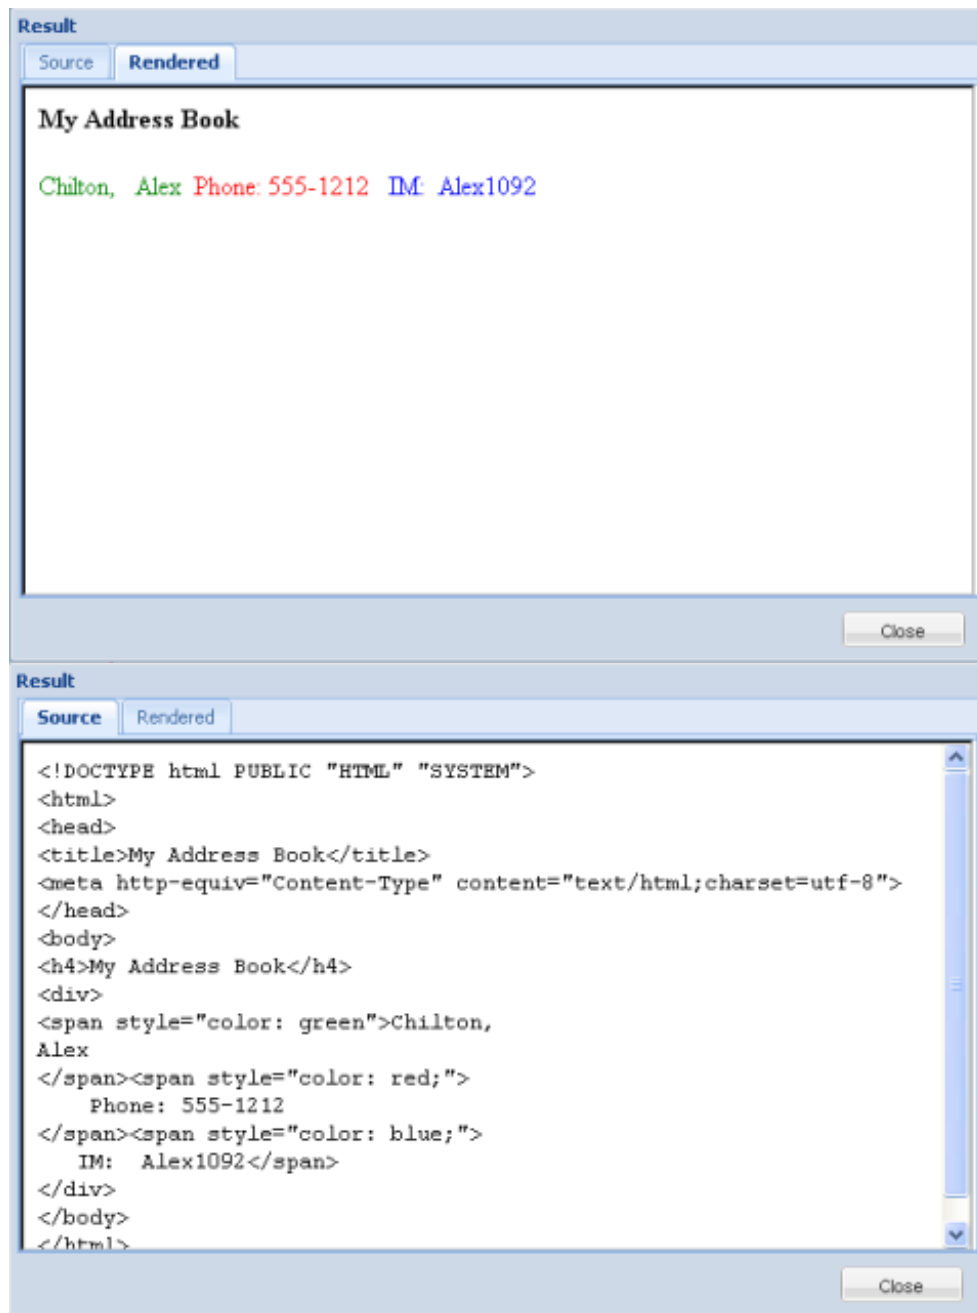 Result
Source Rendered
My Address Book
Chilton, Alex Phone: 555-1212 IM: Alex1092
Close
Result
Source Rendered
<!DOCTYPE html PUBLIC "HTML" "SYSTEM">
<html>
<head>
<title>My Address Book</title>
<meta http-equiv="Content-Type" content="text/html;charset=utf-8">
</head>
<body>
<h4>My Address Book</h4>
<div>
<span style="color: green">Chilton,
Alex
</span><span style="color: red;">
    Phone: 555-1212
</span><span style="color: blue;">
   IM:  Alex1092</span>
</div>
</body>
</html>
Close